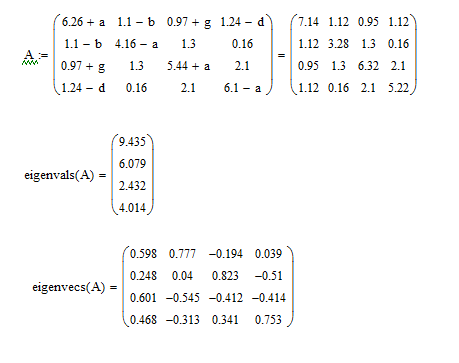 6.26 + a 1.1 − b 0.97 + g 1.24 − d 7.14 1.12 0.95 1.12
1.1 − b 4.16 − a 1.3 0.16 1.12 3.28 1.3 0.16
A := =
0.97 + g 1.3 5.44 + a 2.1 0.95 1.3 6.32 2.1
1.24 − d 0.16 2.1 6.1 − a 1.12 0.16 2.1 5.22
9.435
6.079
eigenvals(A) =
2.432
4.014
0.598 0.777 −0.194 0.039
0.248 0.04 0.823 −0.51
eigenvecs(A) =
0.601 −0.545 −0.412 −0.414
0.468 −0.313 0.341 0.753